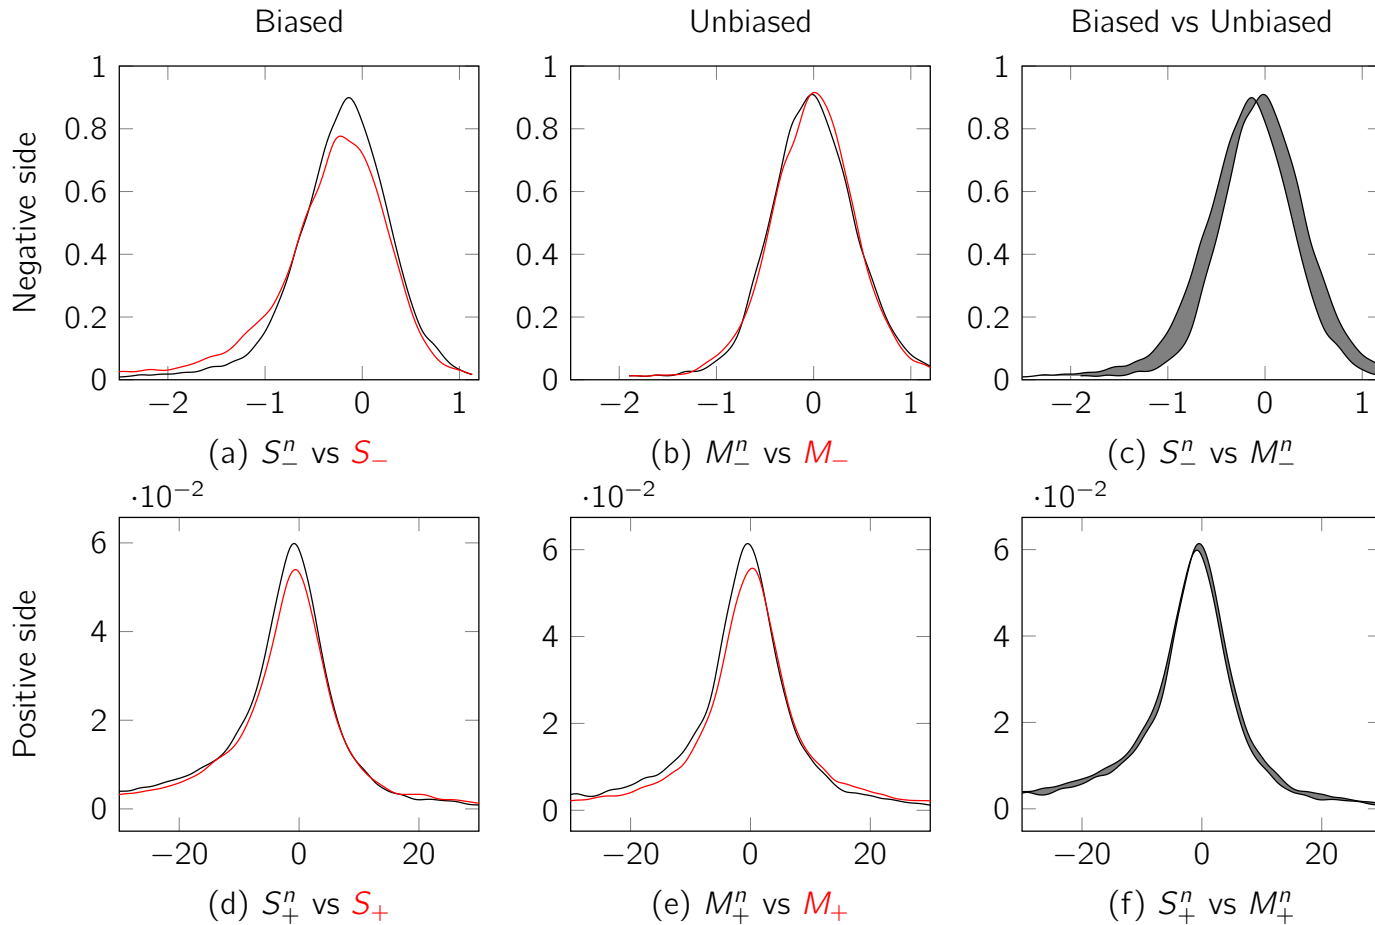 Biased Unbiased Biased vs Unbiased
Negative side
1 1 1
0.8 0.8 0.8
0.6 0.6 0.6
0.4 0.4 0.4
0.2 0.2 0.2
0 0 0
−2 −1 0 1 −2 −1 0 1 −2 −1 0 1
(a) S₋ⁿ vs S₋ (b) M₋ⁿ vs M₋ (c) S₋ⁿ vs M₋ⁿ
Positive side
·10⁻² ·10⁻² ·10⁻²
6 6 6
4 4 4
2 2 2
0 0 0
−20 0 20 −20 0 20 −20 0 20
(d) S₊ⁿ vs S₊ (e) M₊ⁿ vs M₊ (f) S₊ⁿ vs M₊ⁿ